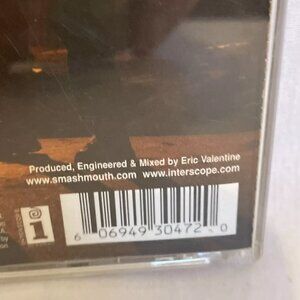 Produced, Engineered & Mixed by Eric Valentine
www.smashmouth.com www.interscope.com
i
6 06949 30472 0